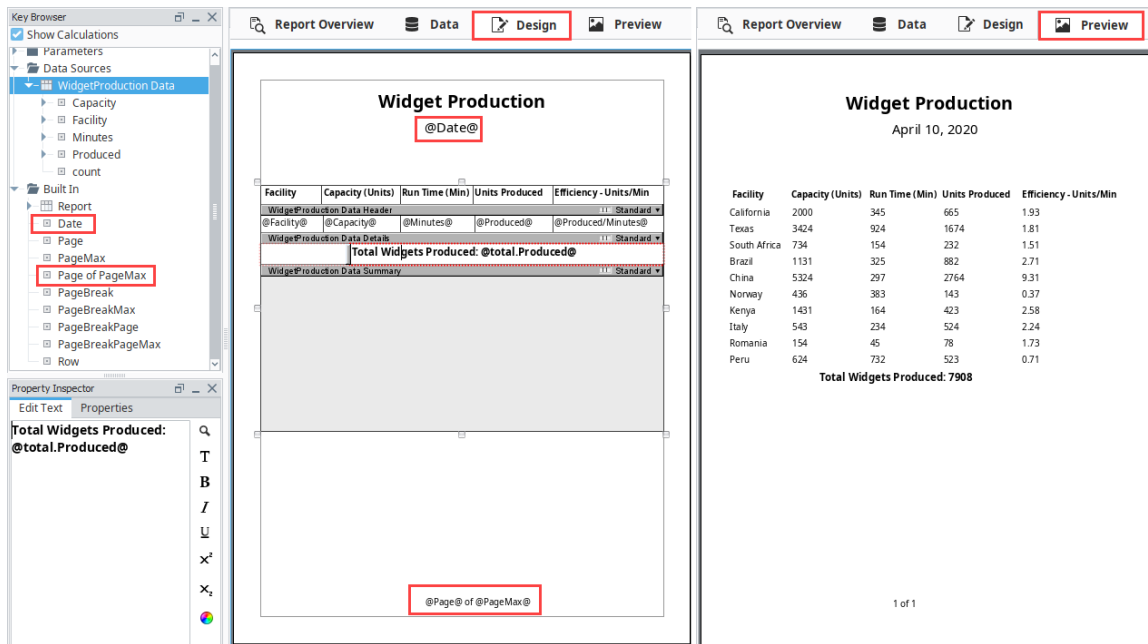 Key Browser
Show Calculations
Parameters
Data Sources
WidgetProduction Data
Capacity
Facility
Minutes
Produced
count
Built In
Report
Date
Page
PageMax
Page of PageMax
PageBreak
PageBreakMax
PageBreakPage
PageBreakPageMax
Row
Property Inspector
Edit Text Properties
Total Widgets Produced:
@total.Produced@
T
B
I
U
x²
x₂
Report Overview Data Design Preview
Widget Production
@Date@
Facility Capacity (Units) Run Time (Min) Units Produced Efficiency - Units/Min
WidgetProduction Data Header Standard
@Facility@ @Capacity@ @Minutes@ @Produced@ @Produced/Minutes@
WidgetProduction Data Details Standard
Total Widgets Produced: @total.Produced@
WidgetProduction Data Summary Standard
@Page@ of @PageMax@
Report Overview Data Design Preview
Widget Production
April 10, 2020
Facility Capacity (Units) Run Time (Min) Units Produced Efficiency - Units/Min
California 2000 345 665 1.93
Texas 3424 924 1674 1.81
South Africa 734 154 232 1.51
Brazil 1131 325 882 2.71
China 5324 297 2764 9.31
Norway 436 383 143 0.37
Kenya 1431 164 423 2.58
Italy 543 234 524 2.24
Romania 154 45 78 1.73
Peru 624 732 523 0.71
Total Widgets Produced: 7908
1 of 1